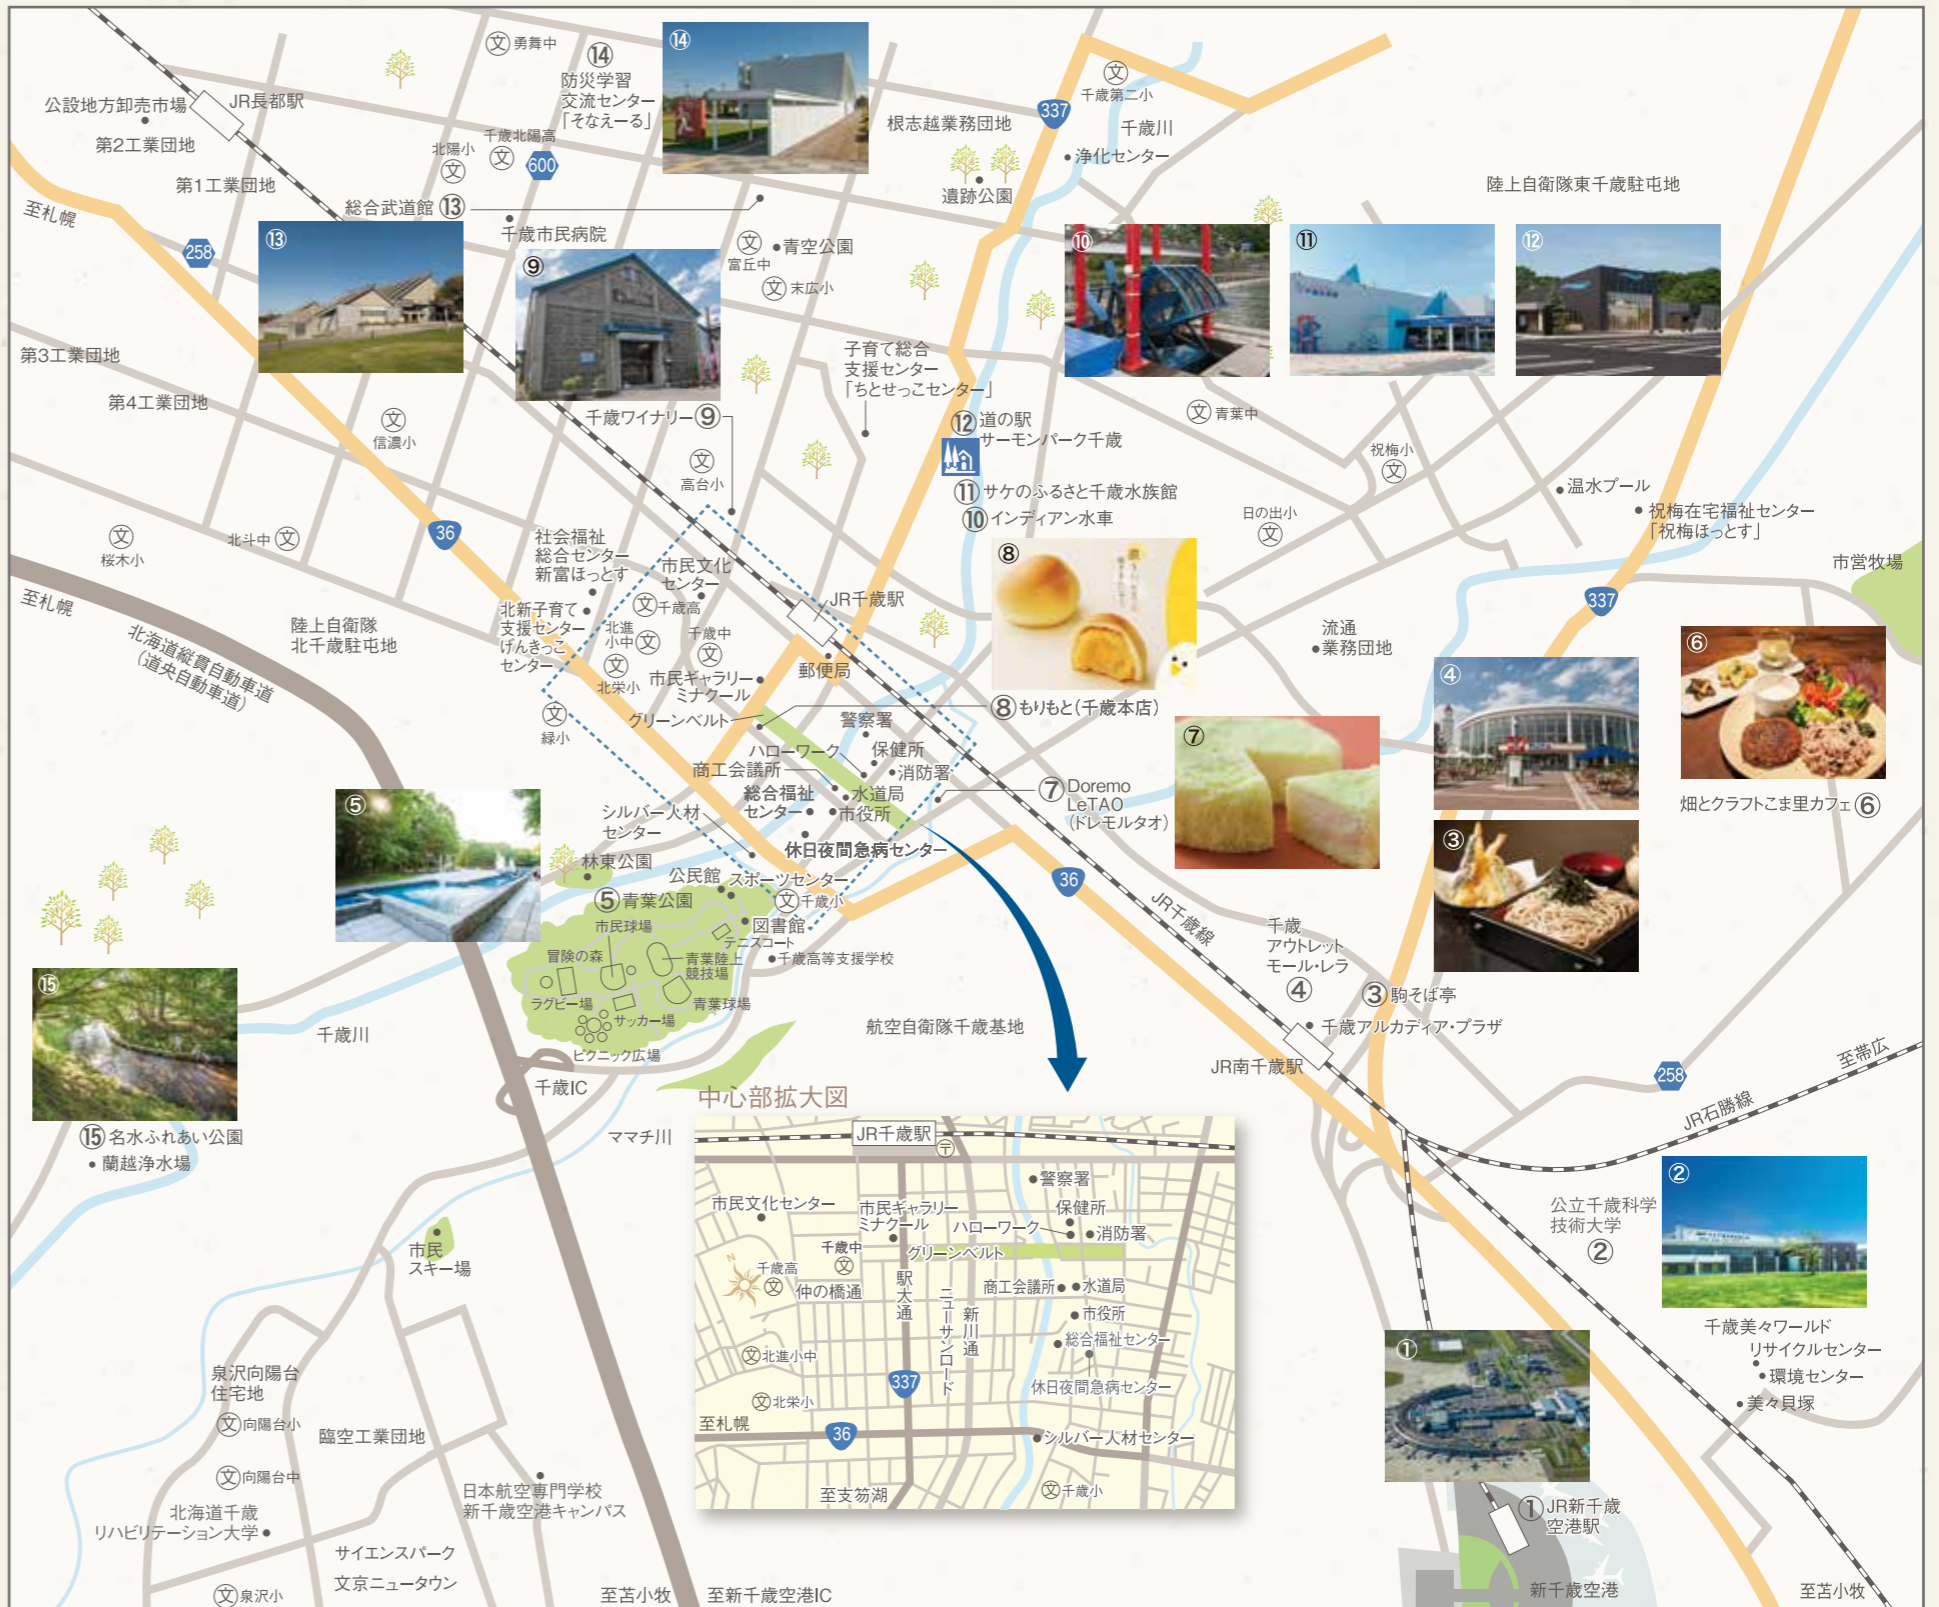 文 勇舞中
⑭
防災学習
交流センター
「そなえーる」
⑭
文
千歳第二小
公設地方卸売市場
JR長都駅
第2工業団地
第1工業団地
北陽小
文
千歳北陽高
文
600
根志越業務団地
337
千歳川
浄化センター
遺跡公園
陸上自衛隊東千歳駐屯地
至札幌
258
総合武道館 ⑬
千歳市民病院
⑬
⑨
文
富丘中
青空公園
文 末広小
⑩
⑪
⑫
第3工業団地
第4工業団地
文
信濃小
千歳ワイナリー ⑨
子育て総合
支援センター
「ちとせっこセンター」
⑫ 道の駅
サーモンパーク千歳
⑪ サケのふるさと千歳水族館
⑩ インディアン水車
文 青葉中
祝梅小
文
温水プール
祝梅在宅福祉センター
「祝梅ほっとす」
日の出小
文
市営牧場
文
高台小
文
桜木小
北斗中 文
36
至札幌
北海道縦貫自動車道
(道央自動車道)
陸上自衛隊
北千歳駐屯地
社会福祉
総合センター
新富ほっとす
市民文化
センター
北新子育て
支援センター
げんきっこ
センター
文 千歳高
北進
小中 文
千歳中
文
文
北栄小
文
緑小
JR千歳駅
郵便局
市民ギャラリー
ミナクール
グリーンベルト
⑧
⑧ もりもと(千歳本店)
警察署
保健所
ハローワーク
消防署
商工会議所
水道局
総合福祉
センター
市役所
休日夜間急病センター
シルバー人材
センター
⑦ Doremo
LeTAO
(ドレモルタオ)
⑦
流通
業務団地
337
④
③
⑥
畑とクラフトこま里カフェ ⑥
⑤
林東公園
公民館
スポーツセンター
⑤ 青葉公園
文 千歳小
図書館
市民球場
テニスコート
冒険の森
青葉陸上
競技場
千歳高等支援学校
ラグビー場
サッカー場
青葉球場
ピクニック広場
千歳IC
36
JR千歳線
千歳
アウトレット
モール・レラ
④
③ 駒そば亭
千歳アルカディア・プラザ
JR南千歳駅
航空自衛隊千歳基地
258
至帯広
JR石勝線
⑮
千歳川
⑮ 名水ふれあい公園
蘭越浄水場
ママチ川
市民
スキー場
中心部拡大図
JR千歳駅
〒
警察署
市民文化センター
市民ギャラリー
ミナクール
保健所
ハローワーク
消防署
グリーンベルト
千歳中
文
N
千歳高
文
仲の橋通
駅大通
ニューサンロード
新川通
商工会議所
水道局
市役所
総合福祉センター
休日夜間急病センター
文 北進小中
337
文 北栄小
至札幌
36
シルバー人材センター
至支笏湖
文 千歳小
公立千歳科学
技術大学
②
②
千歳美々ワールド
リサイクルセンター
環境センター
美々貝塚
①
① JR新千歳
空港駅
新千歳空港
至苫小牧
泉沢向陽台
住宅地
文 向陽台小
臨空工業団地
文 向陽台中
北海道千歳
リハビリテーション大学
日本航空専門学校
新千歳空港キャンパス
サイエンスパーク
文京ニュータウン
文 泉沢小
至苫小牧
至新千歳空港IC